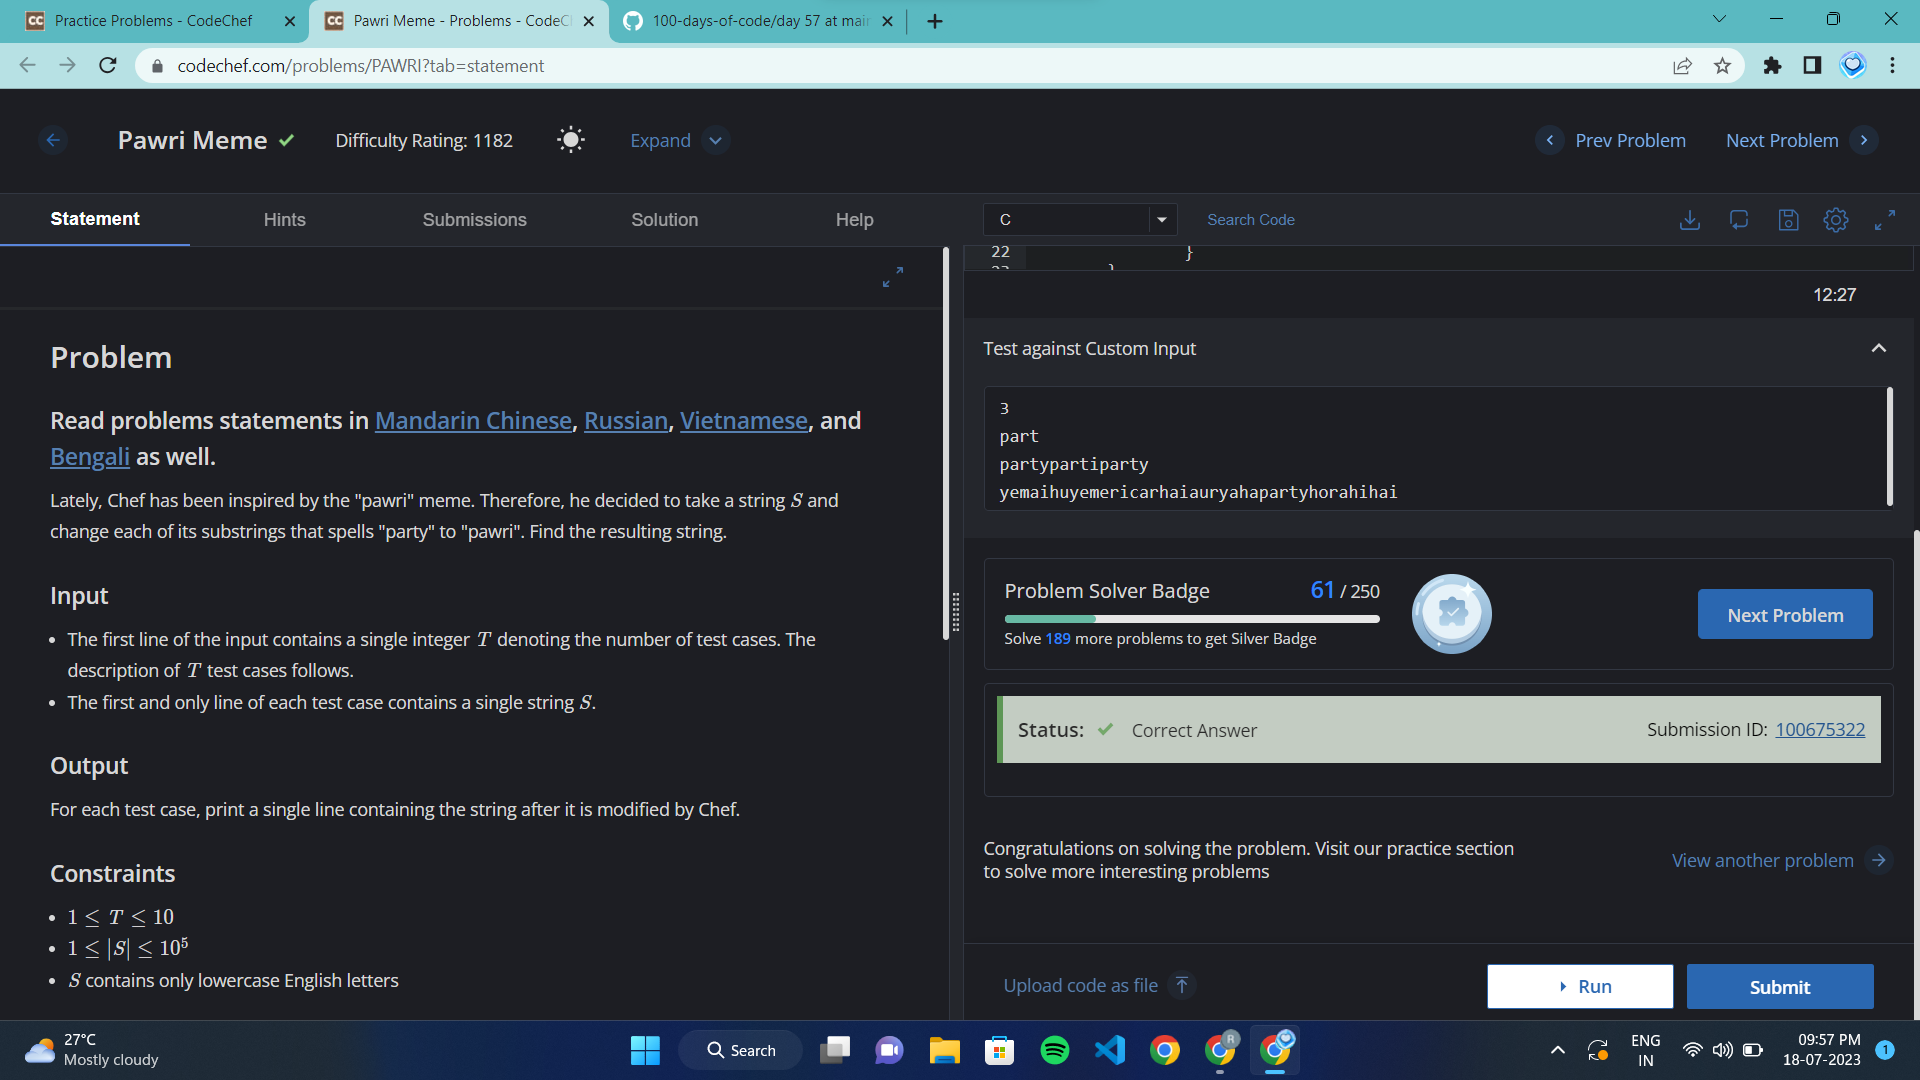 Practice Problems - CodeChef
Pawri Meme - Problems - CodeC
100-days-of-code/day 57 at mai
codechef.com/problems/PAWRI?tab=statement
Pawri Meme
Difficulty Rating: 1182
Expand
Prev Problem
Next Problem
Statement
Hints
Submissions
Solution
Help
C
Search Code
22 }
12:27
Problem
Read problems statements in Mandarin Chinese, Russian, Vietnamese, and
Bengali as well.
Lately, Chef has been inspired by the "pawri" meme. Therefore, he decided to take a string S and
change each of its substrings that spells "party" to "pawri". Find the resulting string.
Input
• The first line of the input contains a single integer T denoting the number of test cases. The
description of T test cases follows.
• The first and only line of each test case contains a single string S.
Output
For each test case, print a single line containing the string after it is modified by Chef.
Constraints
• 1 ≤ T ≤ 10
• 1 ≤ |S| ≤ 10⁵
• S contains only lowercase English letters
Test against Custom Input
3
part
partypartiparty
yemaihuyemericarhaiauryahapartyhorahihai
Problem Solver Badge
61 / 250
Solve 189 more problems to get Silver Badge
Next Problem
Status: Correct Answer
Submission ID: 100675322
Congratulations on solving the problem. Visit our practice section
to solve more interesting problems
View another problem
Upload code as file
Run
Submit
27°C
Mostly cloudy
Search
R
ENG
IN
09:57 PM
18-07-2023
1